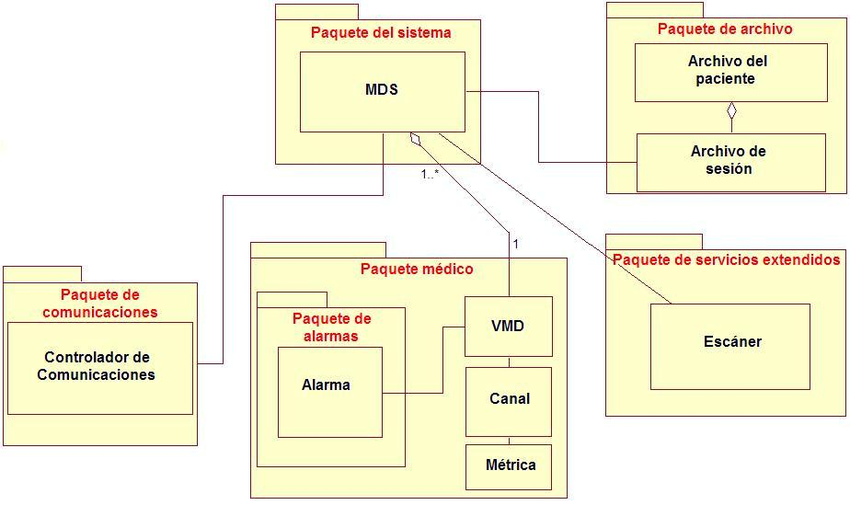 Paquete del sistema
MDS
Paquete de archivo
Archivo del
paciente
Archivo de
sesión
1..*
1
Paquete de
comunicaciones
Controlador de
Comunicaciones
Paquete médico
Paquete de
alarmas
Alarma
VMD
Canal
Métrica
Paquete de servicios extendidos
Escáner